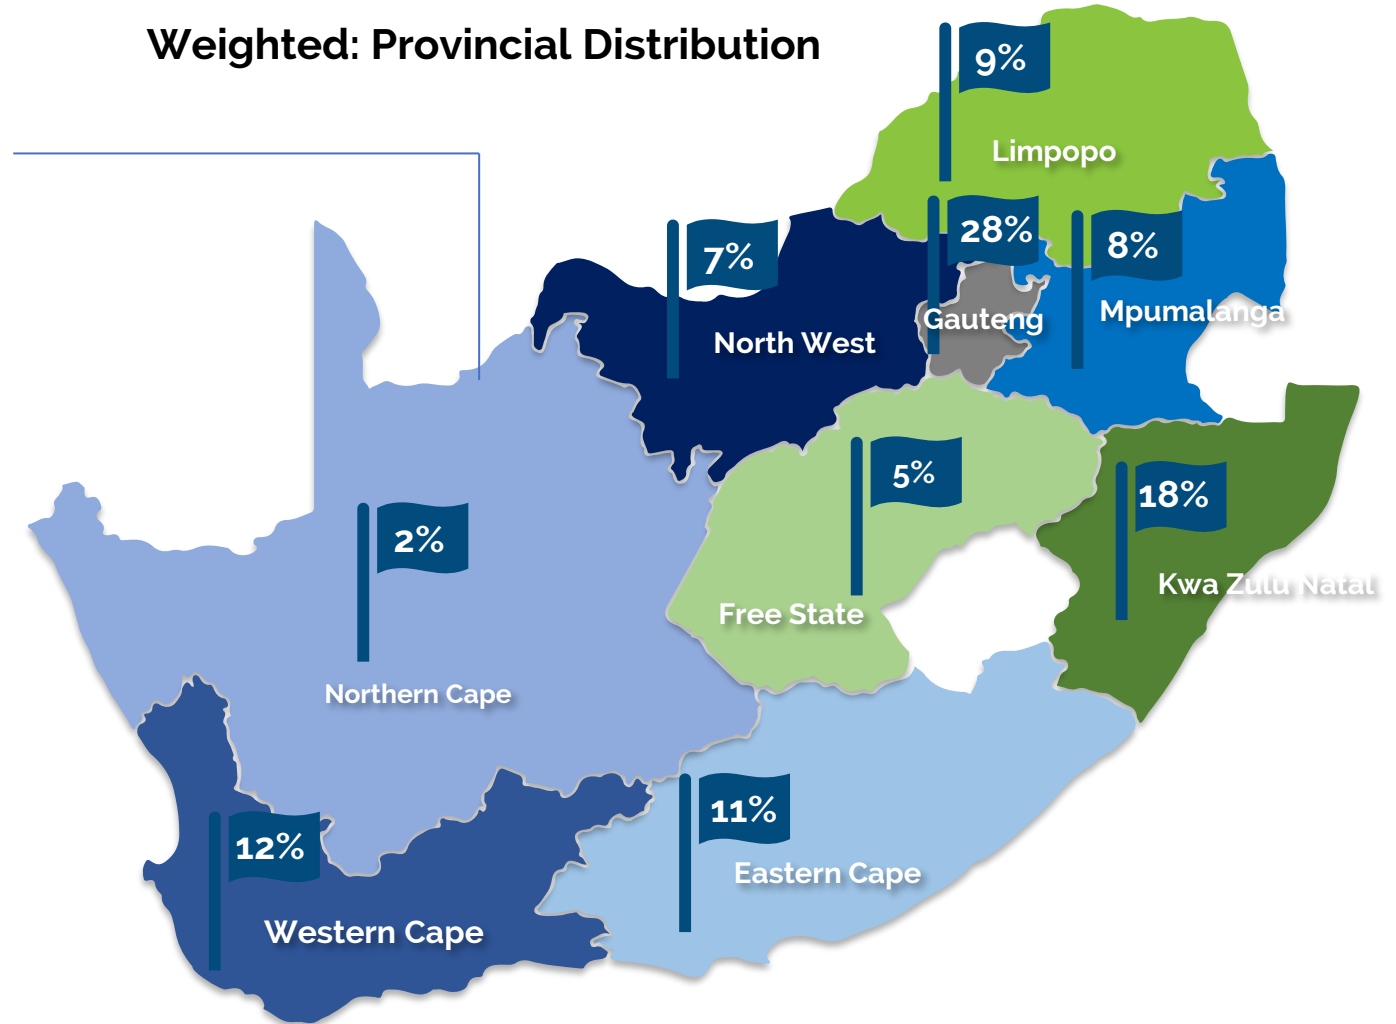 Weighted: Provincial Distribution
9%
Limpopo
28%
8%
7%
Mpumalanga
Gauteng
North West
5%
18%
2%
Kwa Zulu Natal
Free State
Northern Cape
11%
12%
Eastern Cape
Western Cape